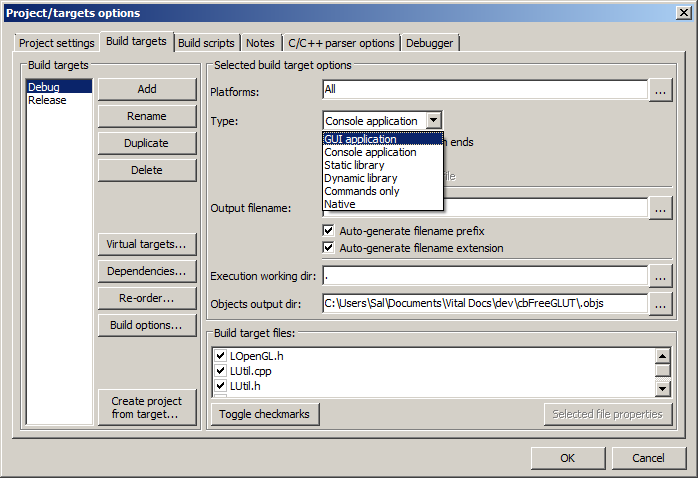 Project/targets options
Project settings
Build targets
Build scripts
Notes
C/C++ parser options
Debugger
Build targets
Debug
Release
Add
Rename
Duplicate
Delete
Virtual targets...
Dependencies...
Re-order...
Build options...
Create project
from target...
Selected build target options
Platforms:
All
...
Type:
Console application
GUI application
Console application
Static library
Dynamic library
Commands only
Native
ends
file
Output filename:
...
Auto-generate filename prefix
Auto-generate filename extension
Execution working dir:
.
...
Objects output dir:
C:\Users\Sal\Documents\Vital Docs\dev\cbFreeGLUT\.objs
...
Build target files:
LOpenGL.h
LUtil.cpp
LUtil.h
Toggle checkmarks
Selected file properties
OK
Cancel